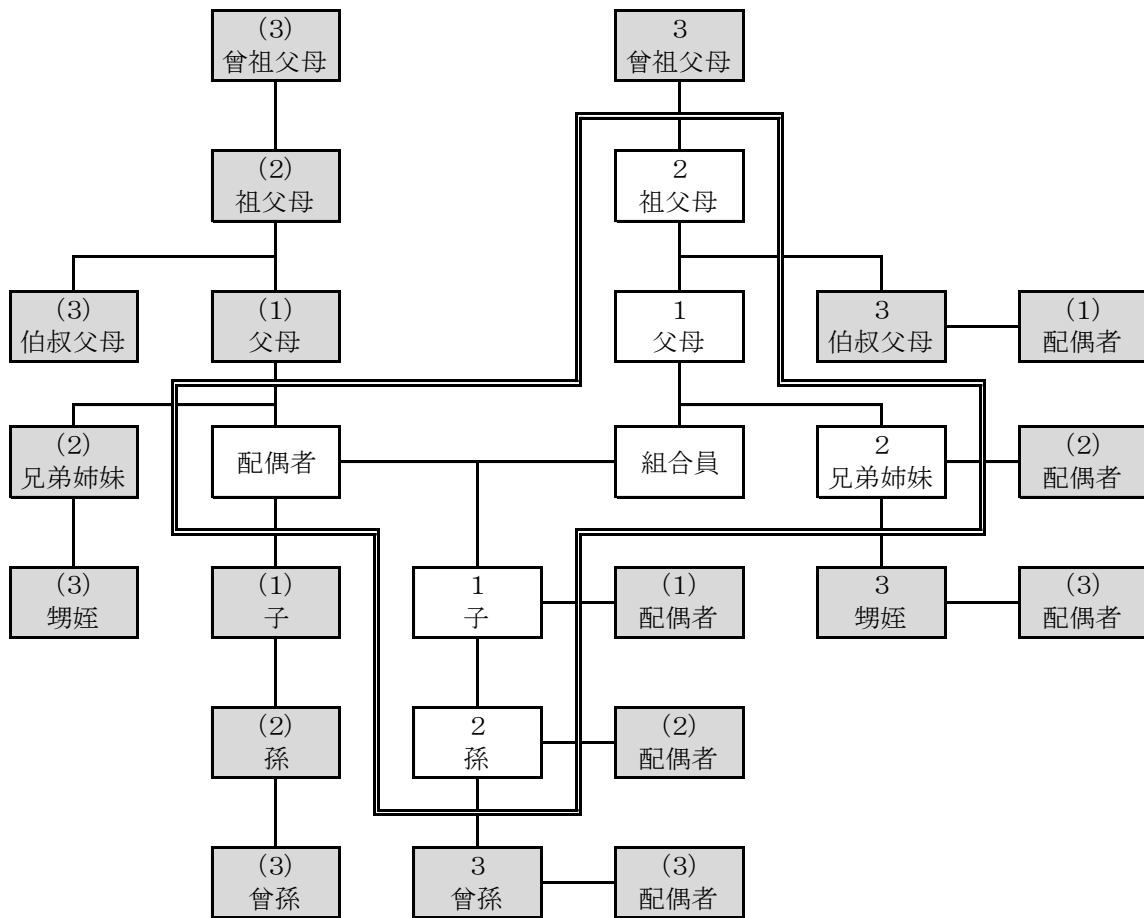 (3)
曾祖父母
3
曾祖父母
(2)
祖父母
2
祖父母
(3)
伯叔父母
(1)
父母
1
父母
3
伯叔父母
(1)
配偶者
(2)
兄弟姉妹
配偶者
組合員
2
兄弟姉妹
(2)
配偶者
(3)
甥姪
(1)
子
1
子
(1)
配偶者
3
甥姪
(3)
配偶者
(2)
孫
2
孫
(2)
配偶者
(3)
曾孫
3
曾孫
(3)
配偶者